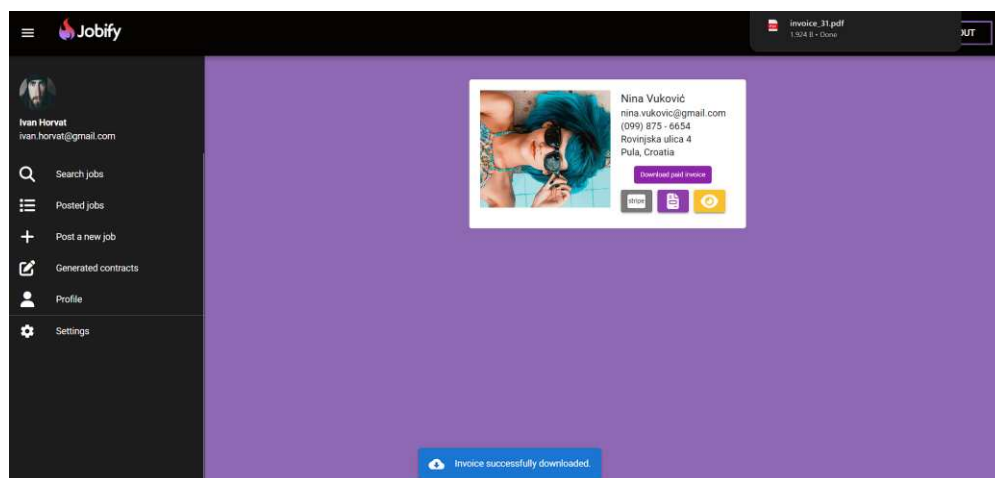 Jobify
invoice_31.pdf
1.924 B • Done
OUT
Ivan Horvat
ivan.horvat@gmail.com
Search jobs
Posted jobs
Post a new job
Generated contracts
Profile
Settings
Nina Vuković
nina.vukovic@gmail.com
(099) 875 - 6654
Rovinjska ulica 4
Pula, Croatia
Download paid invoice
stripe
Invoice successfully downloaded.